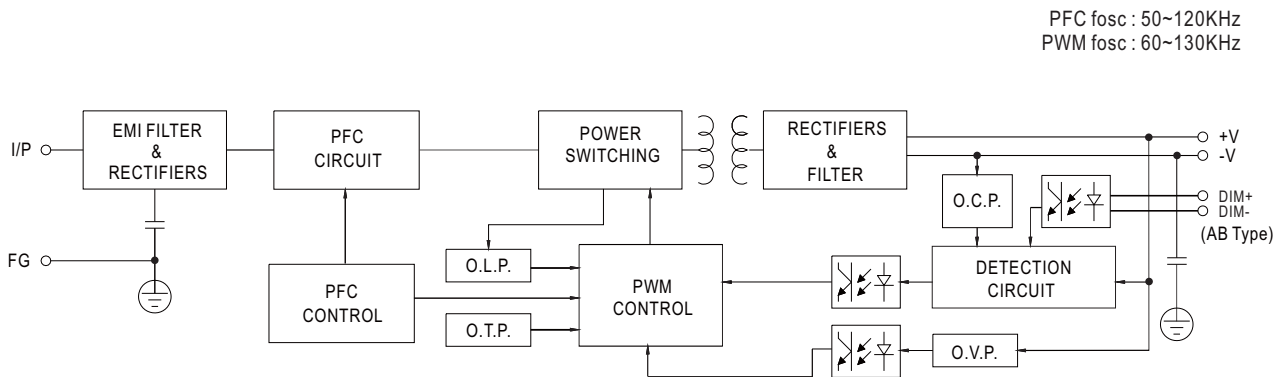 PFC fosc : 50~120KHz
PWM fosc : 60~130KHz
I/P
EMI FILTER
&
RECTIFIERS
PFC
CIRCUIT
POWER
SWITCHING
RECTIFIERS
&
FILTER
+V
-V
O.C.P.
DIM+
DIM-
(AB Type)
FG
O.L.P.
PFC
CONTROL
PWM
CONTROL
DETECTION
CIRCUIT
O.T.P.
O.V.P.